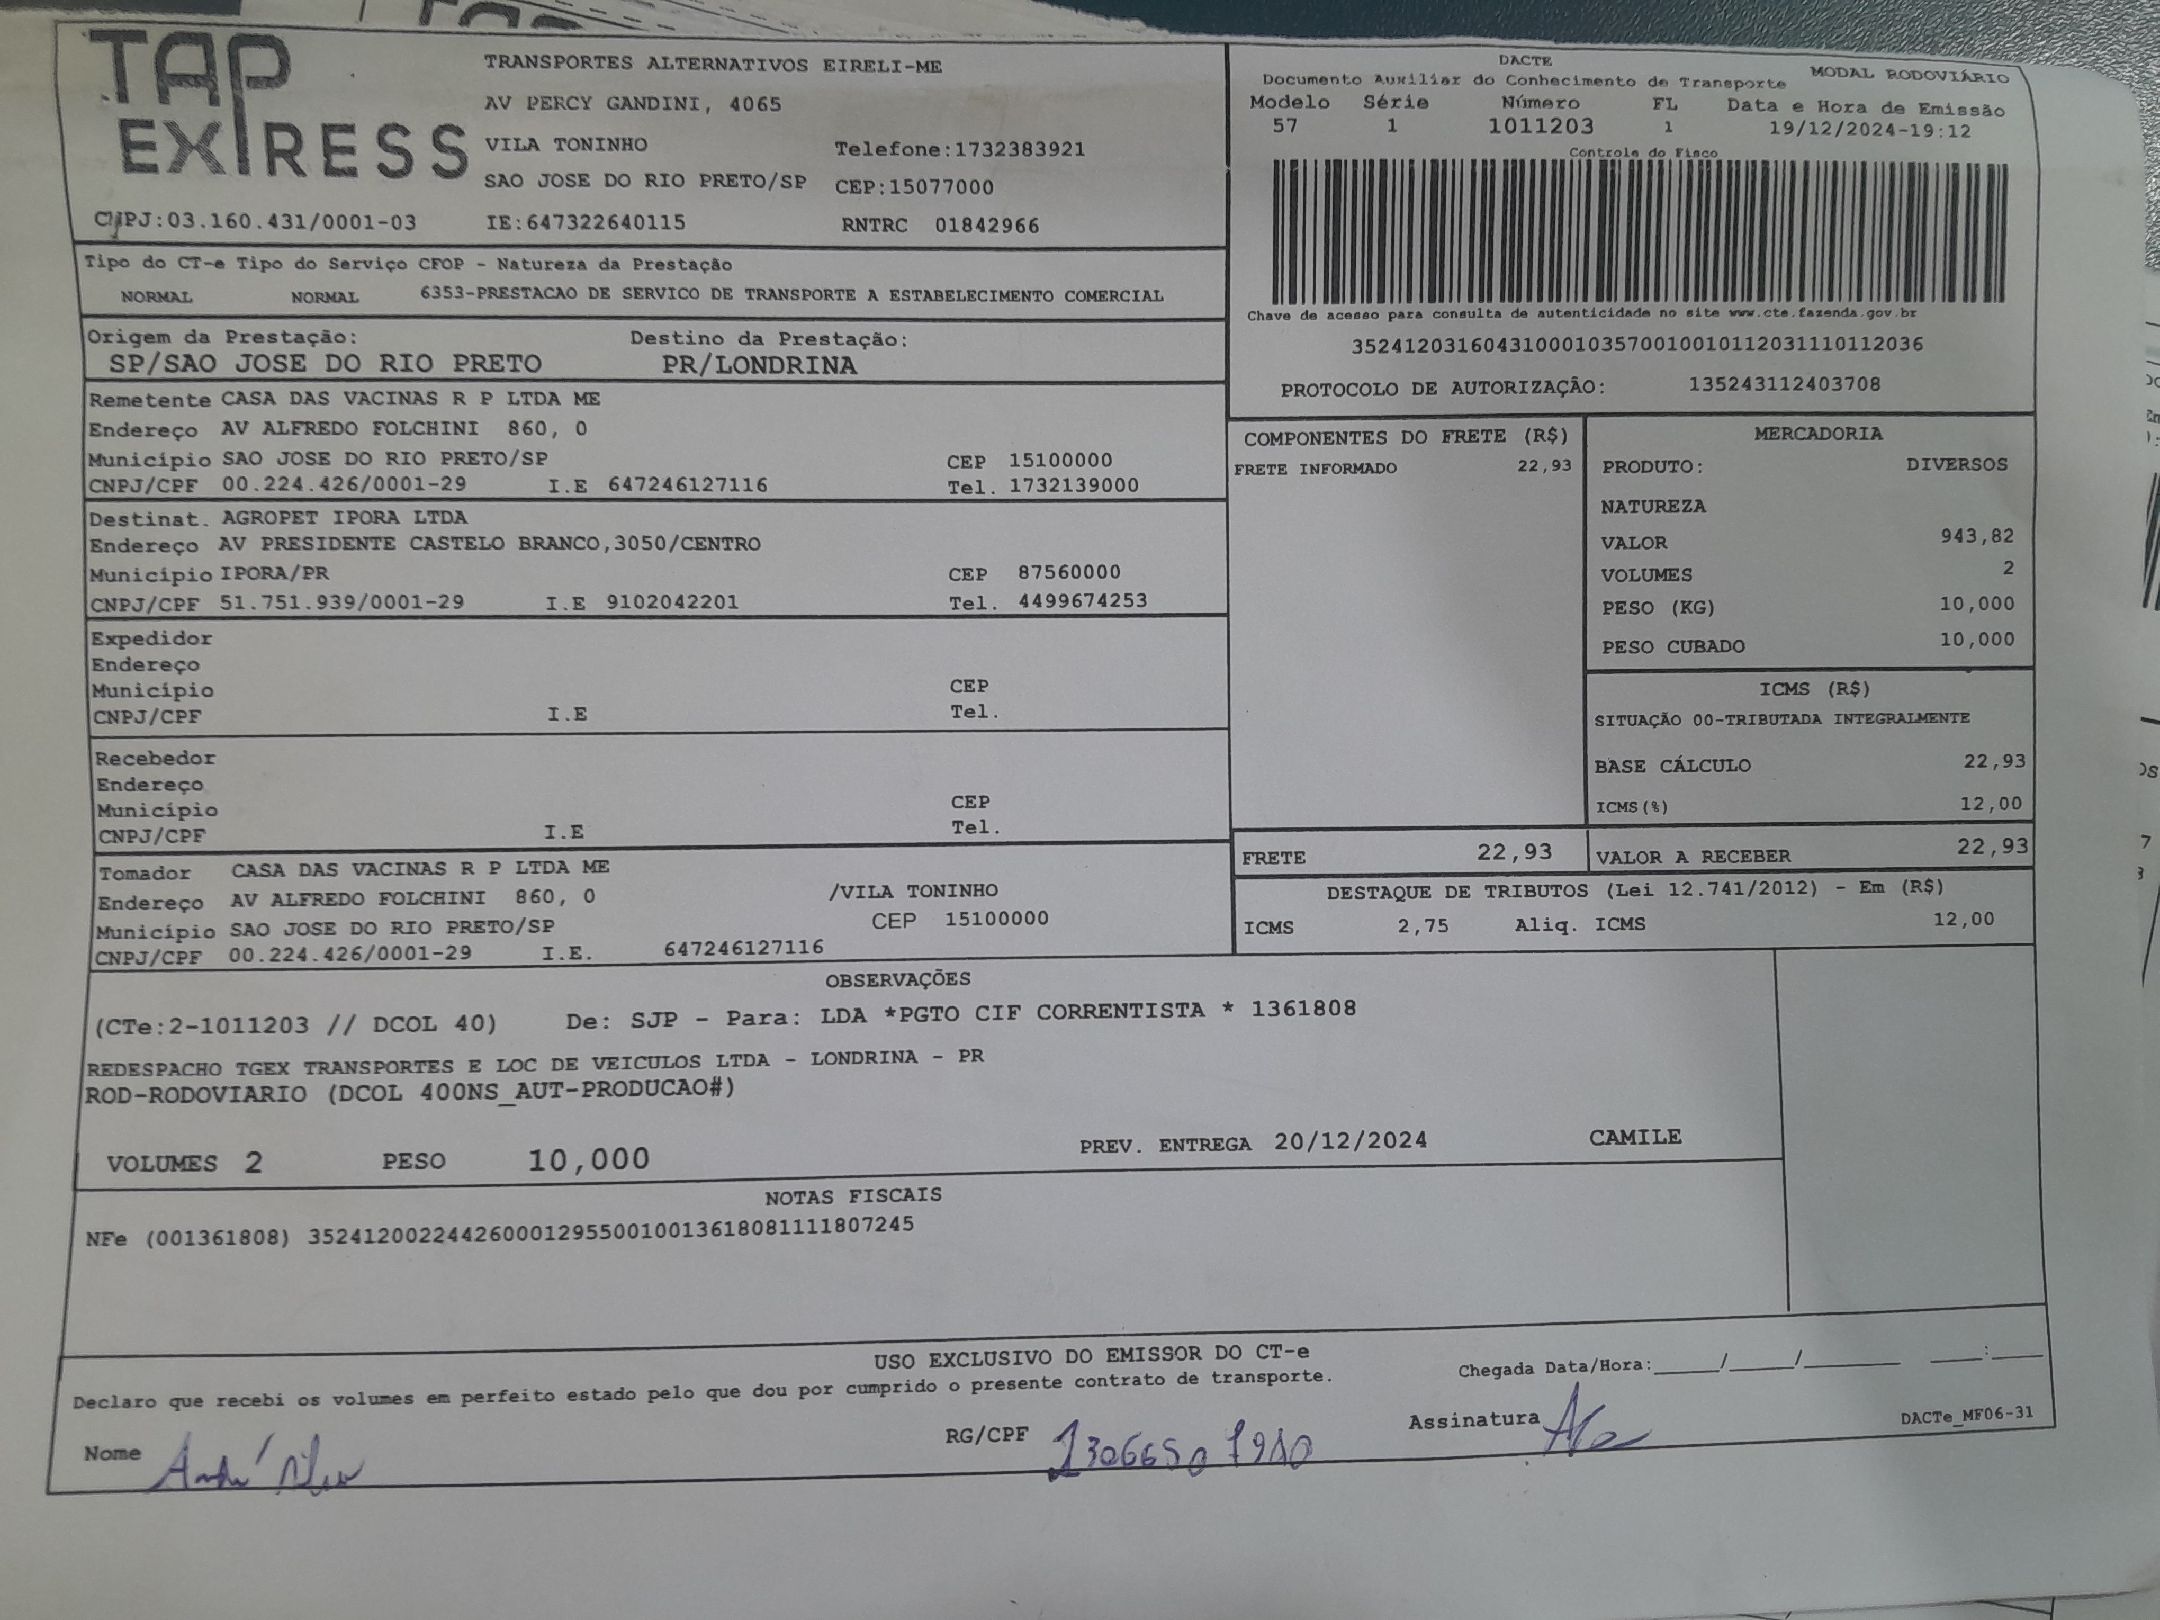 TAP EXPRESS
TRANSPORTES ALTERNATIVOS EIRELI-ME
AV PERCY GANDINI, 4065
VILA TONINHO Telefone:1732383921
SAO JOSE DO RIO PRETO/SP CEP:15077000
CNPJ:03.160.431/0001-03 IE:647322640115 RNTRC 01842966
DACTE
Documento Auxiliar do Conhecimento de Transporte MODAL RODOVIÁRIO
Modelo Série Número FL Data e Hora de Emissão
57 1 1011203 1 19/12/2024-19:12
Controle do Fisco
Chave de acesso para consulta de autenticidade no site www.cte.fazenda.gov.br
35241203160431000103570010010112031110112036
PROTOCOLO DE AUTORIZAÇÃO: 135243112403708
Tipo do CT-e Tipo do Serviço CFOP - Natureza da Prestação
NORMAL NORMAL 6353-PRESTACAO DE SERVICO DE TRANSPORTE A ESTABELECIMENTO COMERCIAL
Origem da Prestação: Destino da Prestação:
SP/SAO JOSE DO RIO PRETO PR/LONDRINA
Remetente CASA DAS VACINAS R P LTDA ME
Endereço AV ALFREDO FOLCHINI 860, 0
Município SAO JOSE DO RIO PRETO/SP CEP 15100000
CNPJ/CPF 00.224.426/0001-29 I.E 647246127116 Tel. 1732139000
Destinat. AGROPET IPORA LTDA
Endereço AV PRESIDENTE CASTELO BRANCO,3050/CENTRO
Município IPORA/PR CEP 87560000
CNPJ/CPF 51.751.939/0001-29 I.E 9102042201 Tel. 4499674253
Expedidor
Endereço
Município CEP
CNPJ/CPF I.E Tel.
Recebedor
Endereço
Município CEP
CNPJ/CPF I.E Tel.
Tomador CASA DAS VACINAS R P LTDA ME
Endereço AV ALFREDO FOLCHINI 860, 0 /VILA TONINHO
Município SAO JOSE DO RIO PRETO/SP CEP 15100000
CNPJ/CPF 00.224.426/0001-29 I.E. 647246127116
COMPONENTES DO FRETE (R$)
FRETE INFORMADO 22,93
MERCADORIA
PRODUTO: DIVERSOS
NATUREZA
VALOR 943,82
VOLUMES 2
PESO (KG) 10,000
PESO CUBADO 10,000
ICMS (R$)
SITUAÇÃO 00-TRIBUTADA INTEGRALMENTE
BASE CÁLCULO 22,93
ICMS(%) 12,00
FRETE 22,93 VALOR A RECEBER 22,93
DESTAQUE DE TRIBUTOS (Lei 12.741/2012) - Em (R$)
ICMS 2,75 Aliq. ICMS 12,00
OBSERVAÇÕES
(CTe:2-1011203 // DCOL 40) De: SJP - Para: LDA *PGTO CIF CORRENTISTA * 1361808
REDESPACHO TGEX TRANSPORTES E LOC DE VEICULOS LTDA - LONDRINA - PR
ROD-RODOVIARIO (DCOL 400NS_AUT-PRODUCAO#)
VOLUMES 2 PESO 10,000 PREV. ENTREGA 20/12/2024 CAMILE
NOTAS FISCAIS
NFe (001361808) 35241200224426000129550010013618081111807245
USO EXCLUSIVO DO EMISSOR DO CT-e
Declaro que recebi os volumes em perfeito estado pelo que dou por cumprido o presente contrato de transporte.
Chegada Data/Hora:____/____/______ ___:___
Nome André RG/CPF Assinatura DACTe_MF06-31